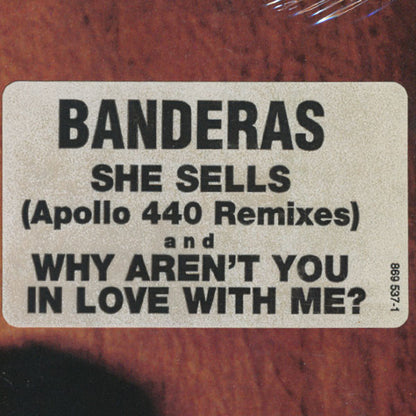 BANDERAS
SHE SELLS
(Apollo 440 Remixes)
and
WHY AREN'T YOU
IN LOVE WITH ME?
869 537-1